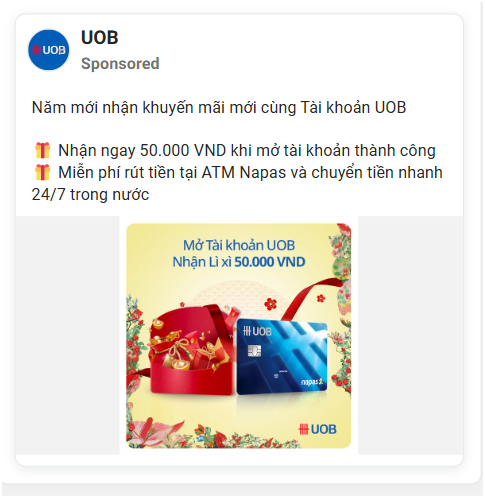 UOB
UOB
Sponsored
Năm mới nhận khuyến mãi mới cùng Tài khoản UOB
🎁 Nhận ngay 50.000 VND khi mở tài khoản thành công
🎁 Miễn phí rút tiền tại ATM Napas và chuyển tiền nhanh
24/7 trong nước
Mở Tài khoản UOB
Nhận Lì xì 50.000 VND
UOB
napas
UOB